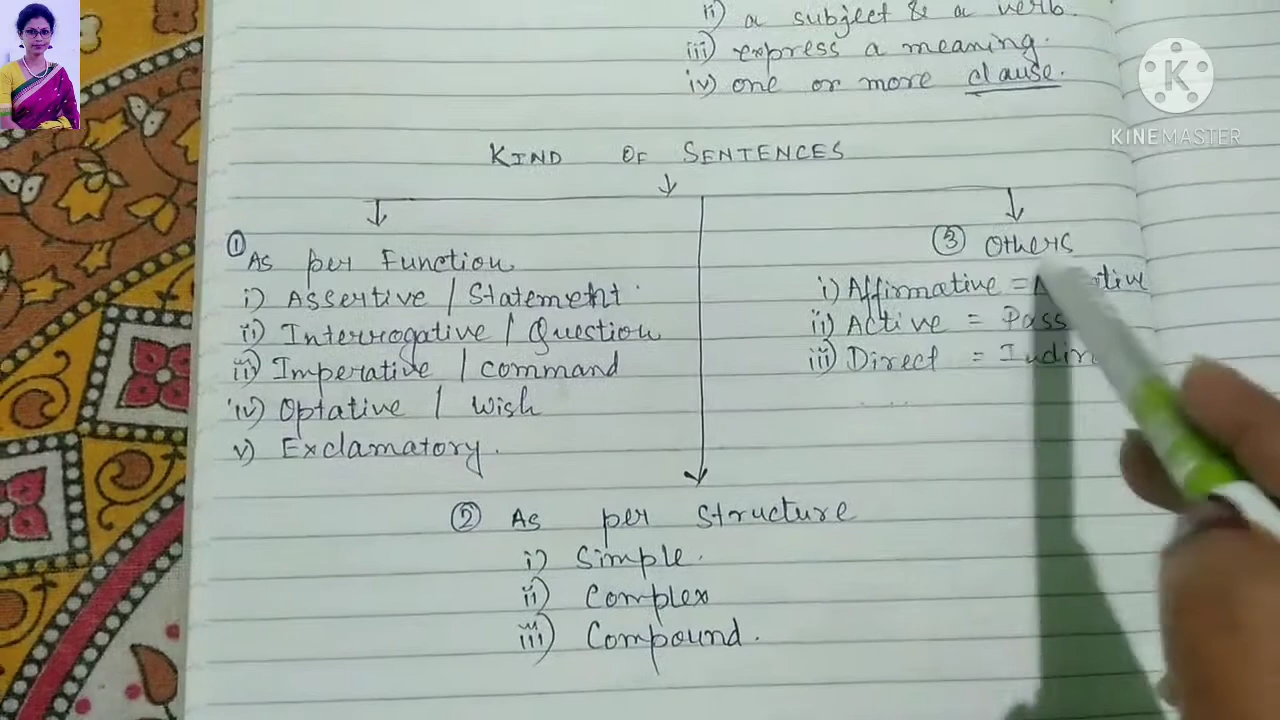 ii) a subject & a verb.
iii) express a meaning.
iv) one or more clause.
K
KINEMASTER
KIND OF SENTENCES
① As per Function
i) Assertive / Statement
ii) Interrogative / Question
iii) Imperative / command
iv) Optative / Wish
v) Exclamatory.
③ Others
i) Affirmative =
ii) Active =
iii) Direct =
② As per Structure
i) Simple.
ii) Complex
iii) Compound.